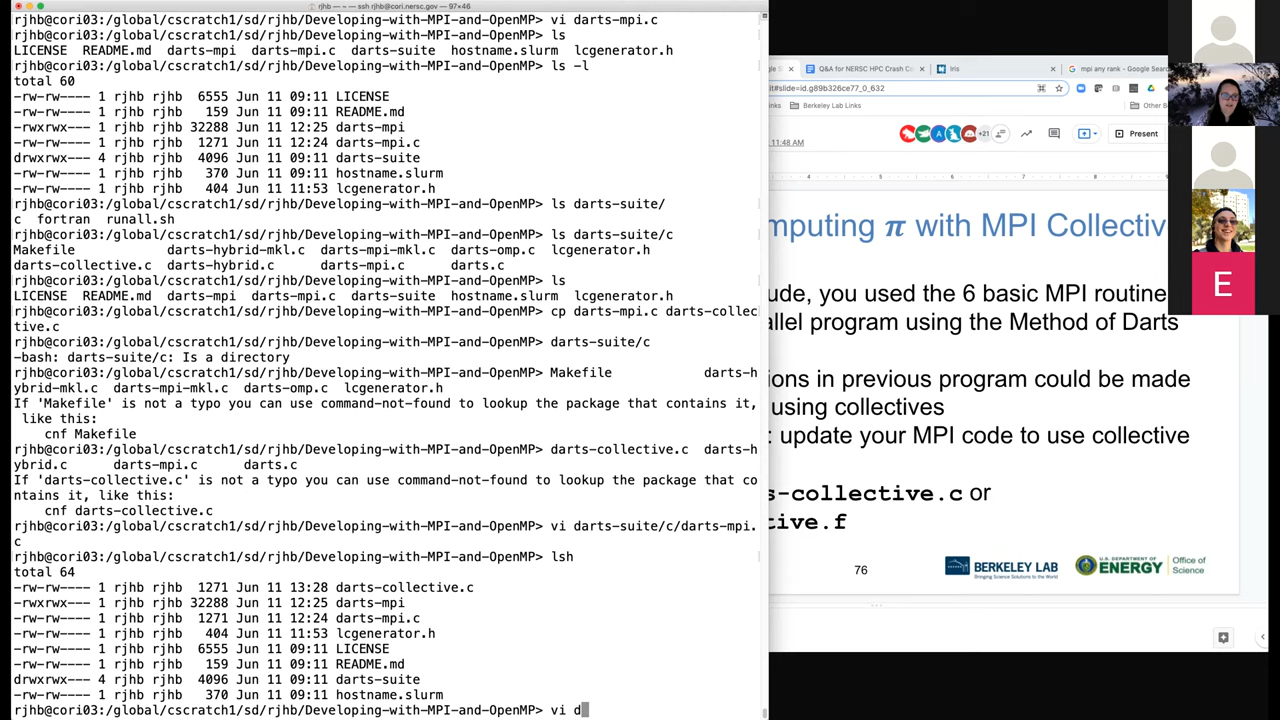 rjhb — ssh rjhb@cori.nersc.gov — 97×46
rjhb@cori03:/global/cscratch1/sd/rjhb/Developing-with-MPI-and-OpenMP> vi darts-mpi.c
rjhb@cori03:/global/cscratch1/sd/rjhb/Developing-with-MPI-and-OpenMP> ls
LICENSE README.md darts-mpi darts-mpi.c darts-suite hostname.slurm lcgenerator.h
rjhb@cori03:/global/cscratch1/sd/rjhb/Developing-with-MPI-and-OpenMP> ls -l
total 60
-rw-rw---- 1 rjhb rjhb 6555 Jun 11 09:11 LICENSE
-rw-rw---- 1 rjhb rjhb 159 Jun 11 09:11 README.md
-rwxrwx--- 1 rjhb rjhb 32288 Jun 11 12:25 darts-mpi
-rw-rw---- 1 rjhb rjhb 1271 Jun 11 12:24 darts-mpi.c
drwxrwx--- 4 rjhb rjhb 4096 Jun 11 09:11 darts-suite
-rw-rw---- 1 rjhb rjhb 370 Jun 11 09:11 hostname.slurm
-rw-rw---- 1 rjhb rjhb 404 Jun 11 11:53 lcgenerator.h
rjhb@cori03:/global/cscratch1/sd/rjhb/Developing-with-MPI-and-OpenMP> ls darts-suite/
c fortran runall.sh
rjhb@cori03:/global/cscratch1/sd/rjhb/Developing-with-MPI-and-OpenMP> ls darts-suite/c
Makefile darts-hybrid-mkl.c darts-mpi-mkl.c darts-omp.c lcgenerator.h
darts-collective.c darts-hybrid.c darts-mpi.c darts.c
rjhb@cori03:/global/cscratch1/sd/rjhb/Developing-with-MPI-and-OpenMP> ls
LICENSE README.md darts-mpi darts-mpi.c darts-suite hostname.slurm lcgenerator.h
rjhb@cori03:/global/cscratch1/sd/rjhb/Developing-with-MPI-and-OpenMP> cp darts-mpi.c darts-collec
tive.c
rjhb@cori03:/global/cscratch1/sd/rjhb/Developing-with-MPI-and-OpenMP> darts-suite/c
-bash: darts-suite/c: Is a directory
rjhb@cori03:/global/cscratch1/sd/rjhb/Developing-with-MPI-and-OpenMP> Makefile darts-h
ybrid-mkl.c darts-mpi-mkl.c darts-omp.c lcgenerator.h
If 'Makefile' is not a typo you can use command-not-found to lookup the package that contains it,
like this:
cnf Makefile
rjhb@cori03:/global/cscratch1/sd/rjhb/Developing-with-MPI-and-OpenMP> darts-collective.c darts-h
ybrid.c darts-mpi.c darts.c
If 'darts-collective.c' is not a typo you can use command-not-found to lookup the package that co
ntains it, like this:
cnf darts-collective.c
rjhb@cori03:/global/cscratch1/sd/rjhb/Developing-with-MPI-and-OpenMP> vi darts-suite/c/darts-mpi.
c
rjhb@cori03:/global/cscratch1/sd/rjhb/Developing-with-MPI-and-OpenMP> lsh
total 64
-rw-rw---- 1 rjhb rjhb 1271 Jun 11 13:28 darts-collective.c
-rwxrwx--- 1 rjhb rjhb 32288 Jun 11 12:25 darts-mpi
-rw-rw---- 1 rjhb rjhb 1271 Jun 11 12:24 darts-mpi.c
-rw-rw---- 1 rjhb rjhb 404 Jun 11 11:53 lcgenerator.h
-rw-rw---- 1 rjhb rjhb 6555 Jun 11 09:11 LICENSE
-rw-rw---- 1 rjhb rjhb 159 Jun 11 09:11 README.md
drwxrwx--- 4 rjhb rjhb 4096 Jun 11 09:11 darts-suite
-rw-rw---- 1 rjhb rjhb 370 Jun 11 09:11 hostname.slurm
rjhb@cori03:/global/cscratch1/sd/rjhb/Developing-with-MPI-and-OpenMP> vi d
Q&A for NERSC HPC Crash Co
Iris
mpi any rank - Google Sear
it#slide=id.g89b326ce77_0_632
Berkeley Lab Links
Other B
+21
Present
11:48 AM
4 5 6 7 8 9
mputing π with MPI Collectiv
ude, you used the 6 basic MPI routine
allel program using the Method of Darts
ions in previous program could be made
using collectives
: update your MPI code to use collective
s-collective.c or
tive.f
76
BERKELEY LAB
Bringing Science Solutions to the World
U.S. DEPARTMENT OF
ENERGY
Office of
Science
E